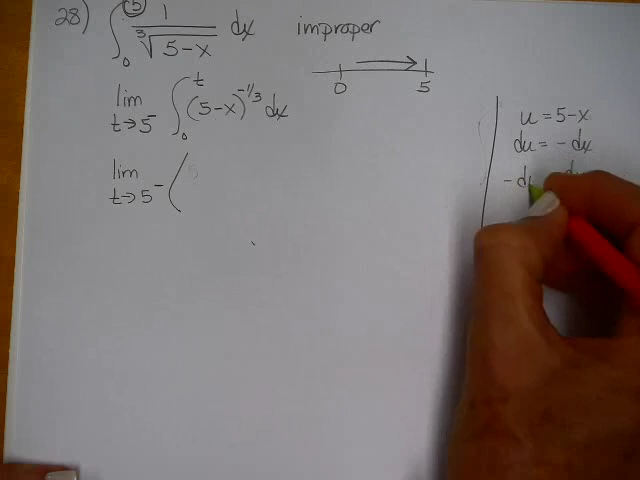 28) ∫₀⁵ 1/∛(5-x) dx improper
0 5
lim t→5⁻ ∫₀ᵗ (5-x)^(-1/3) dx
lim t→5⁻ (
u = 5-x
du = -dx
-du